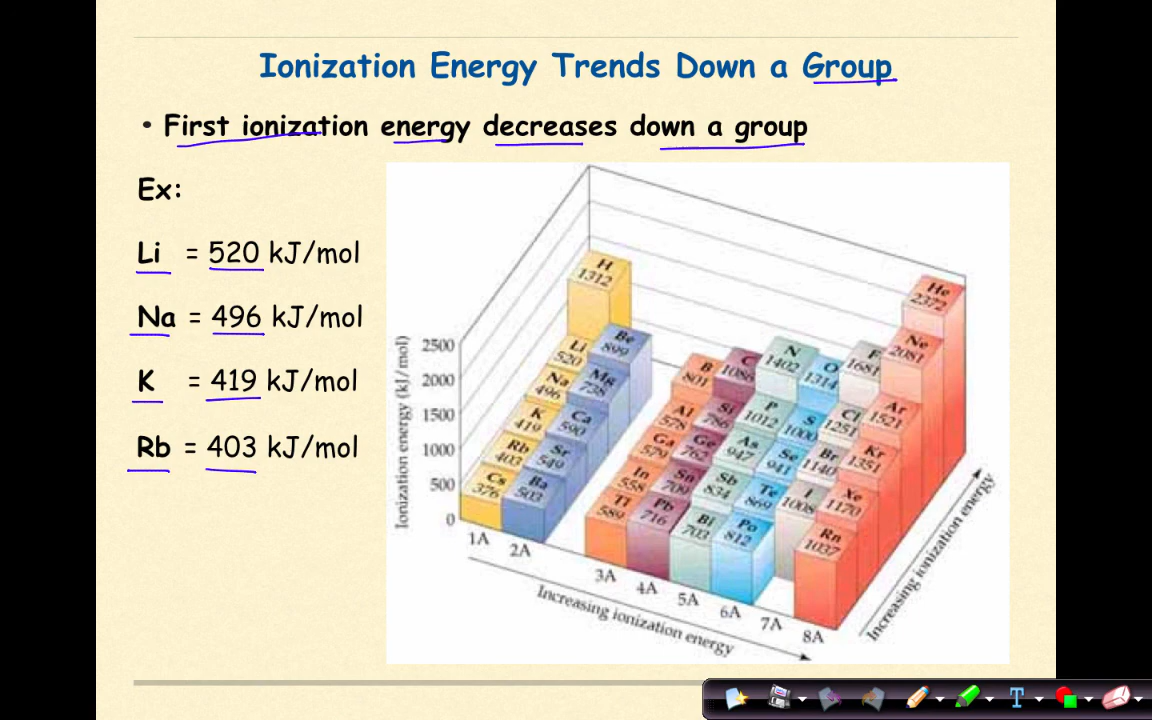 Ionization Energy Trends Down a Group
• First ionization energy decreases down a group
Ex:
Li = 520 kJ/mol
Na = 496 kJ/mol
K = 419 kJ/mol
Rb = 403 kJ/mol
Ionization energy (kJ/mol)
2500
2000
1500
1000
500
0
H
1312
Li
520
Na
496
K
419
Rb
403
Cs
376
Be
899
Mg
738
Ca
590
Sr
549
Ba
503
B
801
Al
578
Ga
579
In
558
Tl
589
C
1086
Si
786
Ge
762
Sn
709
Pb
716
N
1402
P
1012
As
947
Sb
834
Bi
703
O
1314
S
1000
Se
941
Te
869
Po
812
F
1681
Cl
1251
Br
1140
I
1008
He
2372
Ne
2081
Ar
1521
Kr
1351
Xe
1170
Rn
1037
1A
2A
3A
4A
5A
6A
7A
8A
Increasing ionization energy
Increasing ionization energy
T